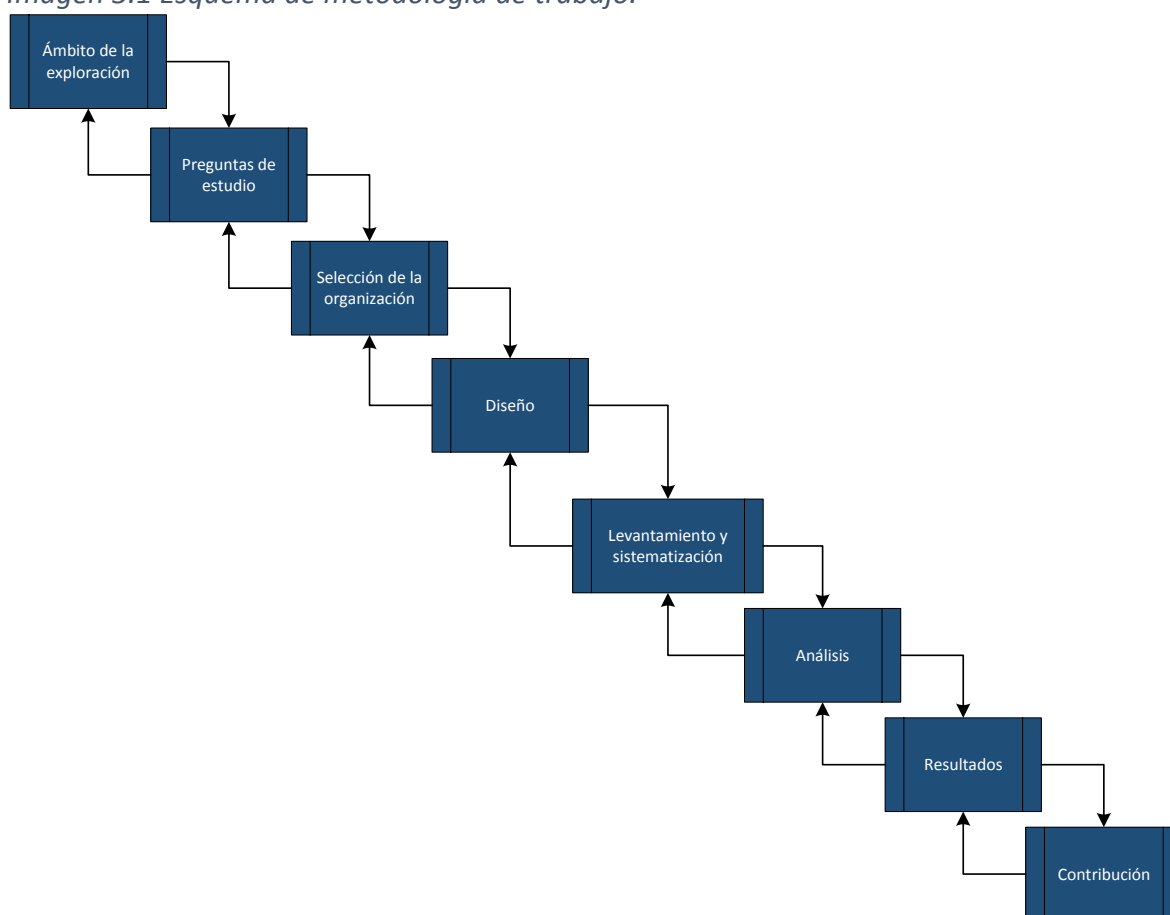 Imagen 3.1 Esquema de metodología de trabajo.
Ámbito de la
exploración
Preguntas de
estudio
Selección de la
organización
Diseño
Levantamiento y
sistematización
Análisis
Resultados
Contribución